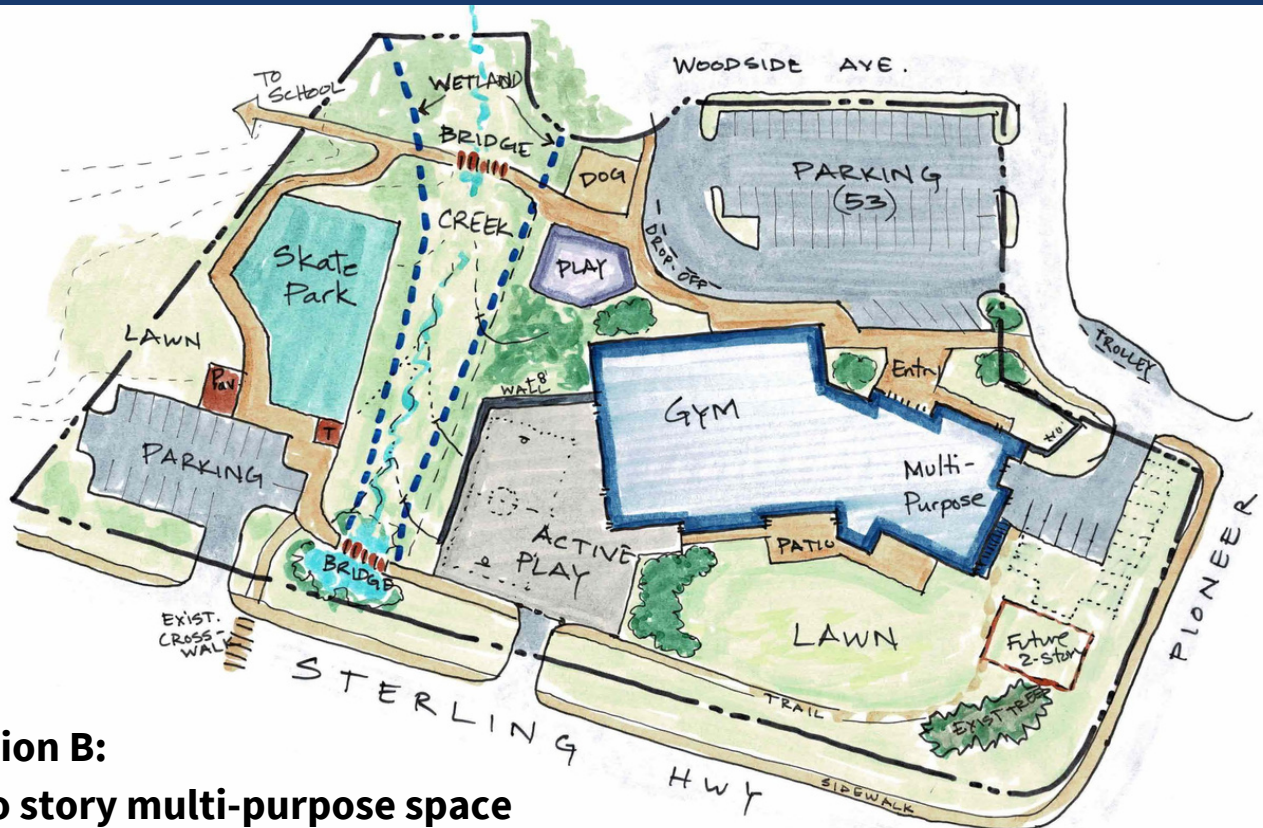 WOODSIDE AVE.
TO
SCHOOL
WETLAND
BRIDGE
DOG
PARKING
(53)
CREEK
DROP-OFF
Skate
Park
PLAY
TROLLEY
LAWN
Entry
Pav.
WALL +8'
GYM
T
Multi-
Purpose
PARKING
ACTIVE
PLAY
PATIO
BRIDGE
PIONEER
EXIST.
CROSS-
WALK
LAWN
Future
2-Story
TRAIL
EXIST TREE
STERLING HWY
SIDEWALK
ion B:
o story multi-purpose space